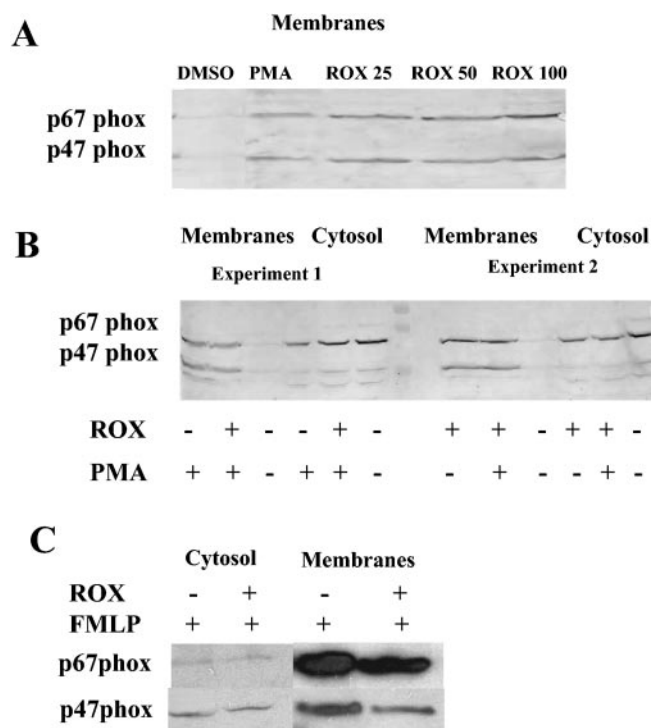 A
Membranes
DMSO PMA ROX 25 ROX 50 ROX 100
p67 phox
p47 phox
B
Membranes Cytosol Membranes Cytosol
Experiment 1 Experiment 2
p67 phox
p47 phox
ROX - + - - + - + + - + + -
PMA + + - + + - - + - - + -
C
Cytosol Membranes
ROX - + - +
FMLP + + + +
p67phox
p47phox